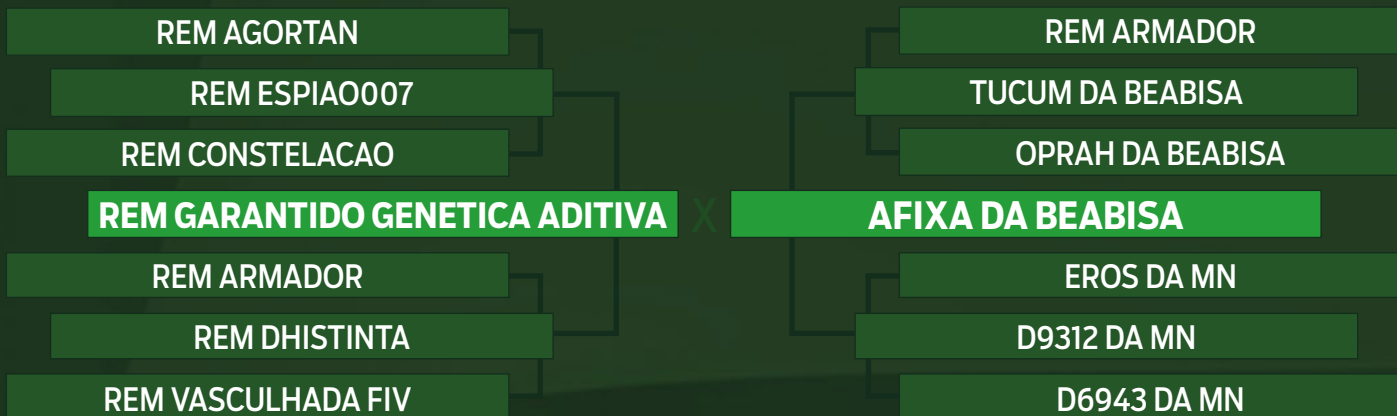 REM AGORTAN
REM ESPIAO007
REM CONSTELACAO
REM GARANTIDO GENETICA ADITIVA
REM ARMADOR
REM DHISTINTA
REM VASCULHADA FIV
X
REM ARMADOR
TUCUM DA BEABISA
OPRAH DA BEABISA
AFIXA DA BEABISA
EROS DA MN
D9312 DA MN
D6943 DA MN